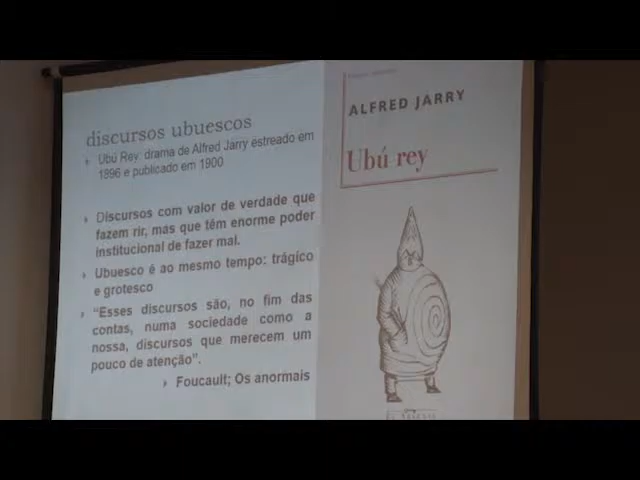 discursos ubuescos
Ubú Rey: drama de Alfred Jarry estreado em
1896 e publicado em 1900
Discursos com valor de verdade que
fazem rir, mas que têm enorme poder
institucional de fazer mal.
Ubuesco é ao mesmo tempo: trágico
e grotesco
“Esses discursos são, no fim das
contas, numa sociedade como a
nossa, discursos que merecem um
pouco de atenção”.
Foucault; Os anormais
ALFRED JARRY
Ubú rey